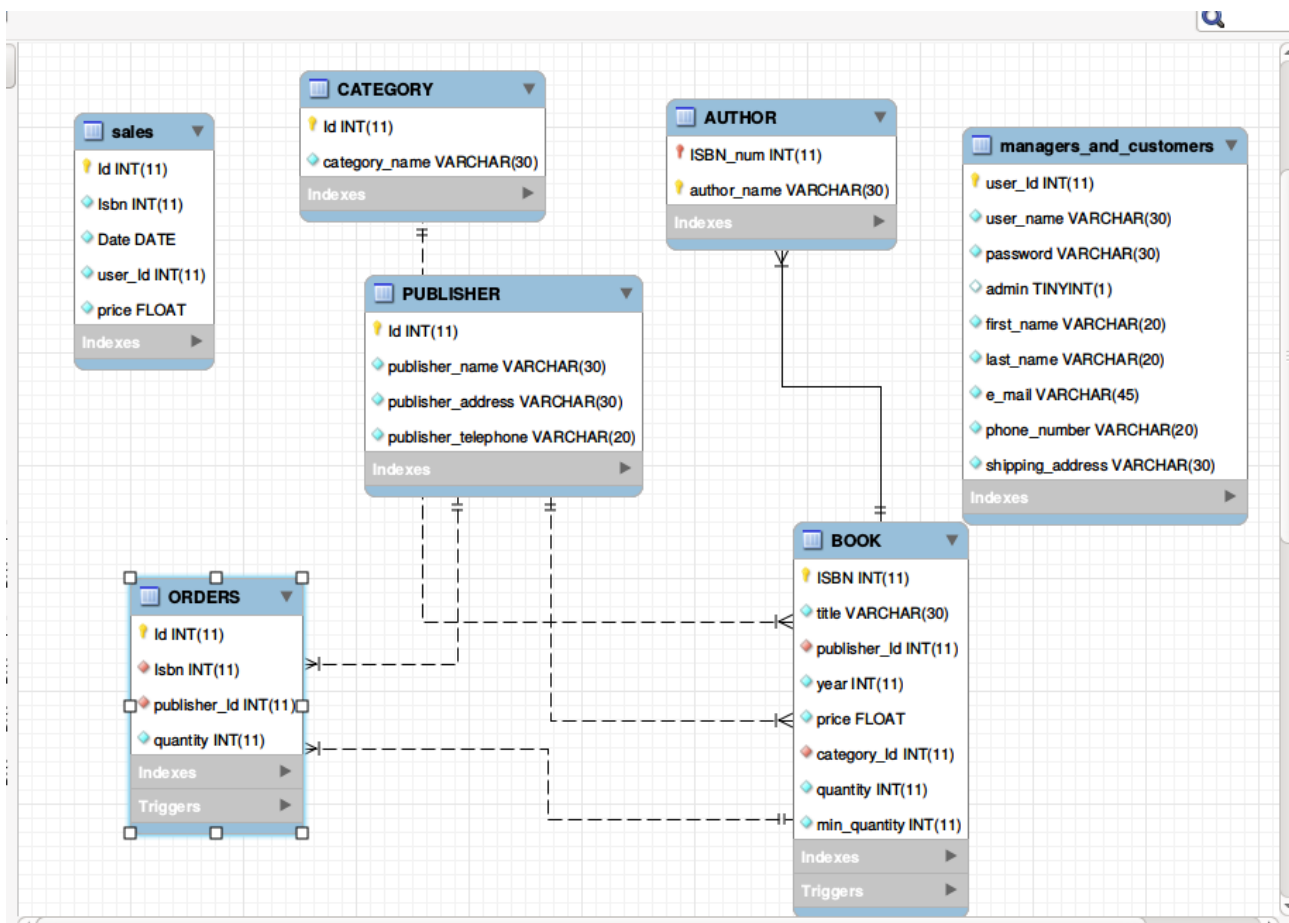 CATEGORY
Id INT(11)
category_name VARCHAR(30)
Indexes
AUTHOR
ISBN_num INT(11)
author_name VARCHAR(30)
Indexes
sales
Id INT(11)
Isbn INT(11)
Date DATE
user_Id INT(11)
price FLOAT
Indexes
managers_and_customers
user_Id INT(11)
user_name VARCHAR(30)
password VARCHAR(30)
admin TINYINT(1)
first_name VARCHAR(20)
last_name VARCHAR(20)
e_mail VARCHAR(45)
phone_number VARCHAR(20)
shipping_address VARCHAR(30)
Indexes
PUBLISHER
Id INT(11)
publisher_name VARCHAR(30)
publisher_address VARCHAR(30)
publisher_telephone VARCHAR(20)
Indexes
ORDERS
Id INT(11)
Isbn INT(11)
publisher_Id INT(11)
quantity INT(11)
Indexes
Triggers
BOOK
ISBN INT(11)
title VARCHAR(30)
publisher_Id INT(11)
year INT(11)
price FLOAT
category_Id INT(11)
quantity INT(11)
min_quantity INT(11)
Indexes
Triggers